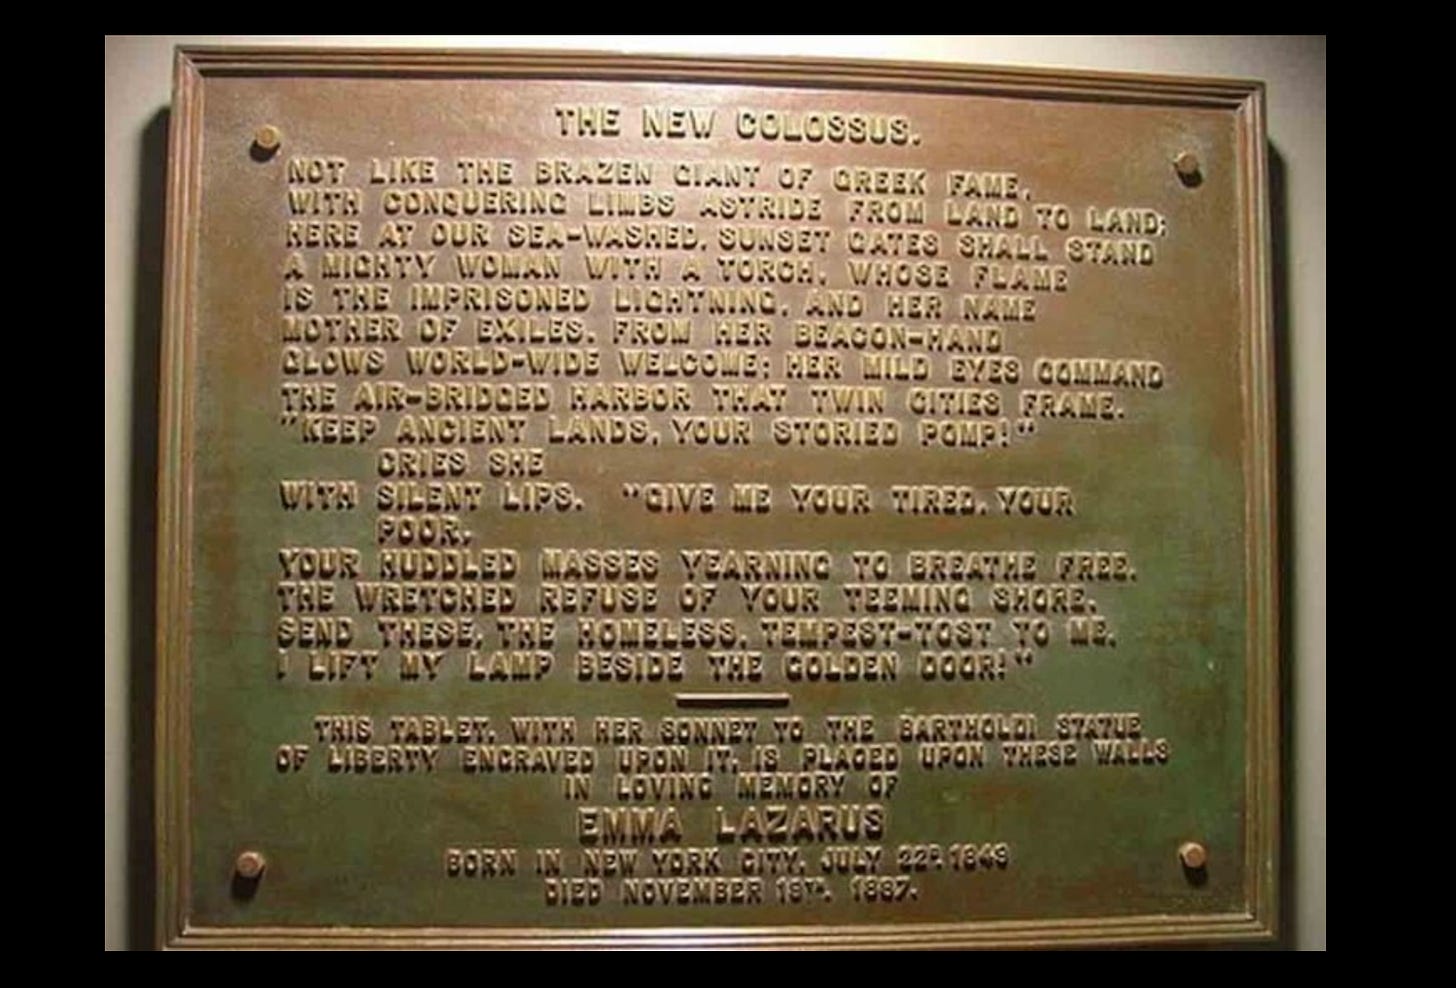 THE NEW COLOSSUS.
NOT LIKE THE BRAZEN GIANT OF GREEK FAME,
WITH CONQUERING LIMBS ASTRIDE FROM LAND TO LAND;
HERE AT OUR SEA-WASHED, SUNSET GATES SHALL STAND
A MIGHTY WOMAN WITH A TORCH, WHOSE FLAME
IS THE IMPRISONED LIGHTNING, AND HER NAME
MOTHER OF EXILES. FROM HER BEACON-HAND
GLOWS WORLD-WIDE WELCOME; HER MILD EYES COMMAND
THE AIR-BRIDGED HARBOR THAT TWIN CITIES FRAME.
"KEEP ANCIENT LANDS, YOUR STORIED POMP!"
CRIES SHE
WITH SILENT LIPS. "GIVE ME YOUR TIRED, YOUR
POOR,
YOUR HUDDLED MASSES YEARNING TO BREATHE FREE,
THE WRETCHED REFUSE OF YOUR TEEMING SHORE,
SEND THESE, THE HOMELESS, TEMPEST-TOST TO ME,
I LIFT MY LAMP BESIDE THE GOLDEN DOOR!"
THIS TABLET, WITH HER SONNET TO THE BARTHOLDI STATUE
OF LIBERTY ENGRAVED UPON IT, IS PLACED UPON THESE WALLS
IN LOVING MEMORY OF
EMMA LAZARUS
BORN IN NEW YORK CITY, JULY 22D, 1849
DIED NOVEMBER 19TH, 1887.